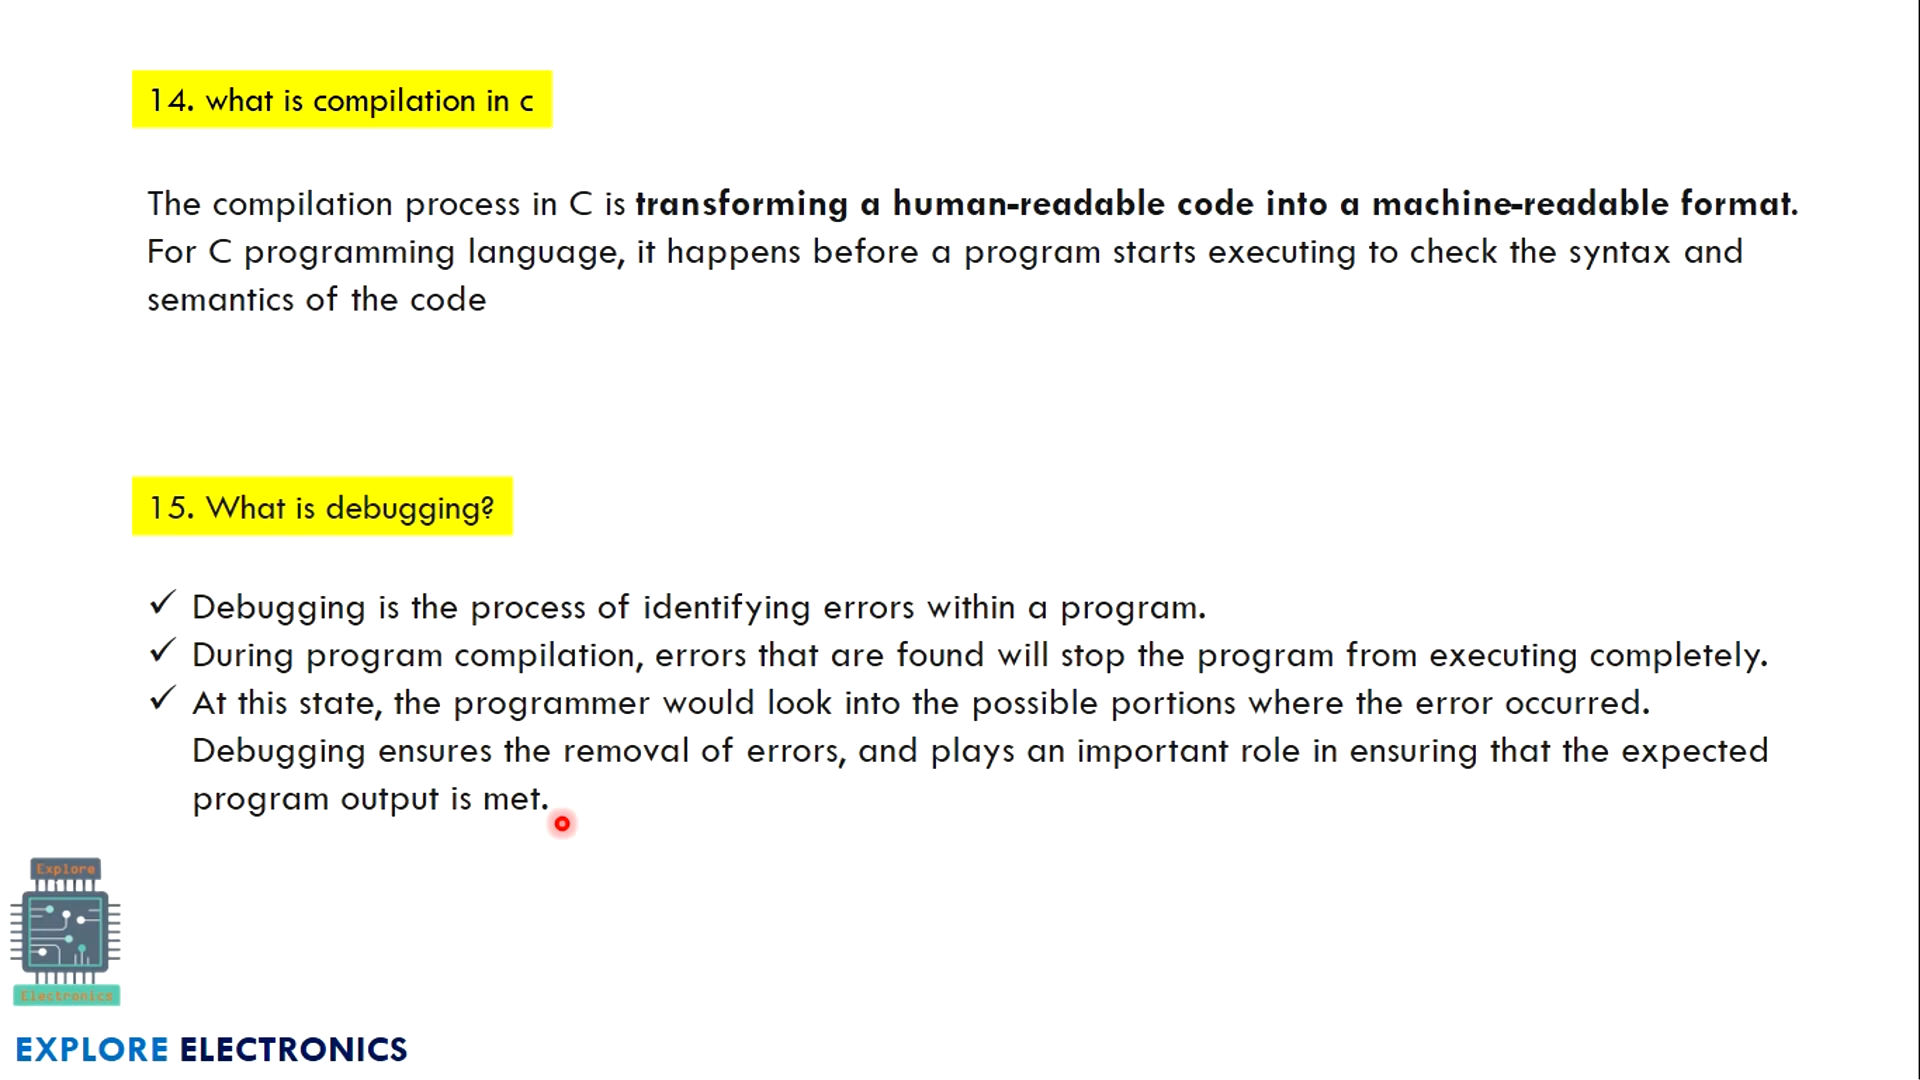 14. what is compilation in c
The compilation process in C is transforming a human-readable code into a machine-readable format.
For C programming language, it happens before a program starts executing to check the syntax and
semantics of the code
15. What is debugging?
✓ Debugging is the process of identifying errors within a program.
✓ During program compilation, errors that are found will stop the program from executing completely.
✓ At this state, the programmer would look into the possible portions where the error occurred.
Debugging ensures the removal of errors, and plays an important role in ensuring that the expected
program output is met.
Explore
Electronics
EXPLORE ELECTRONICS